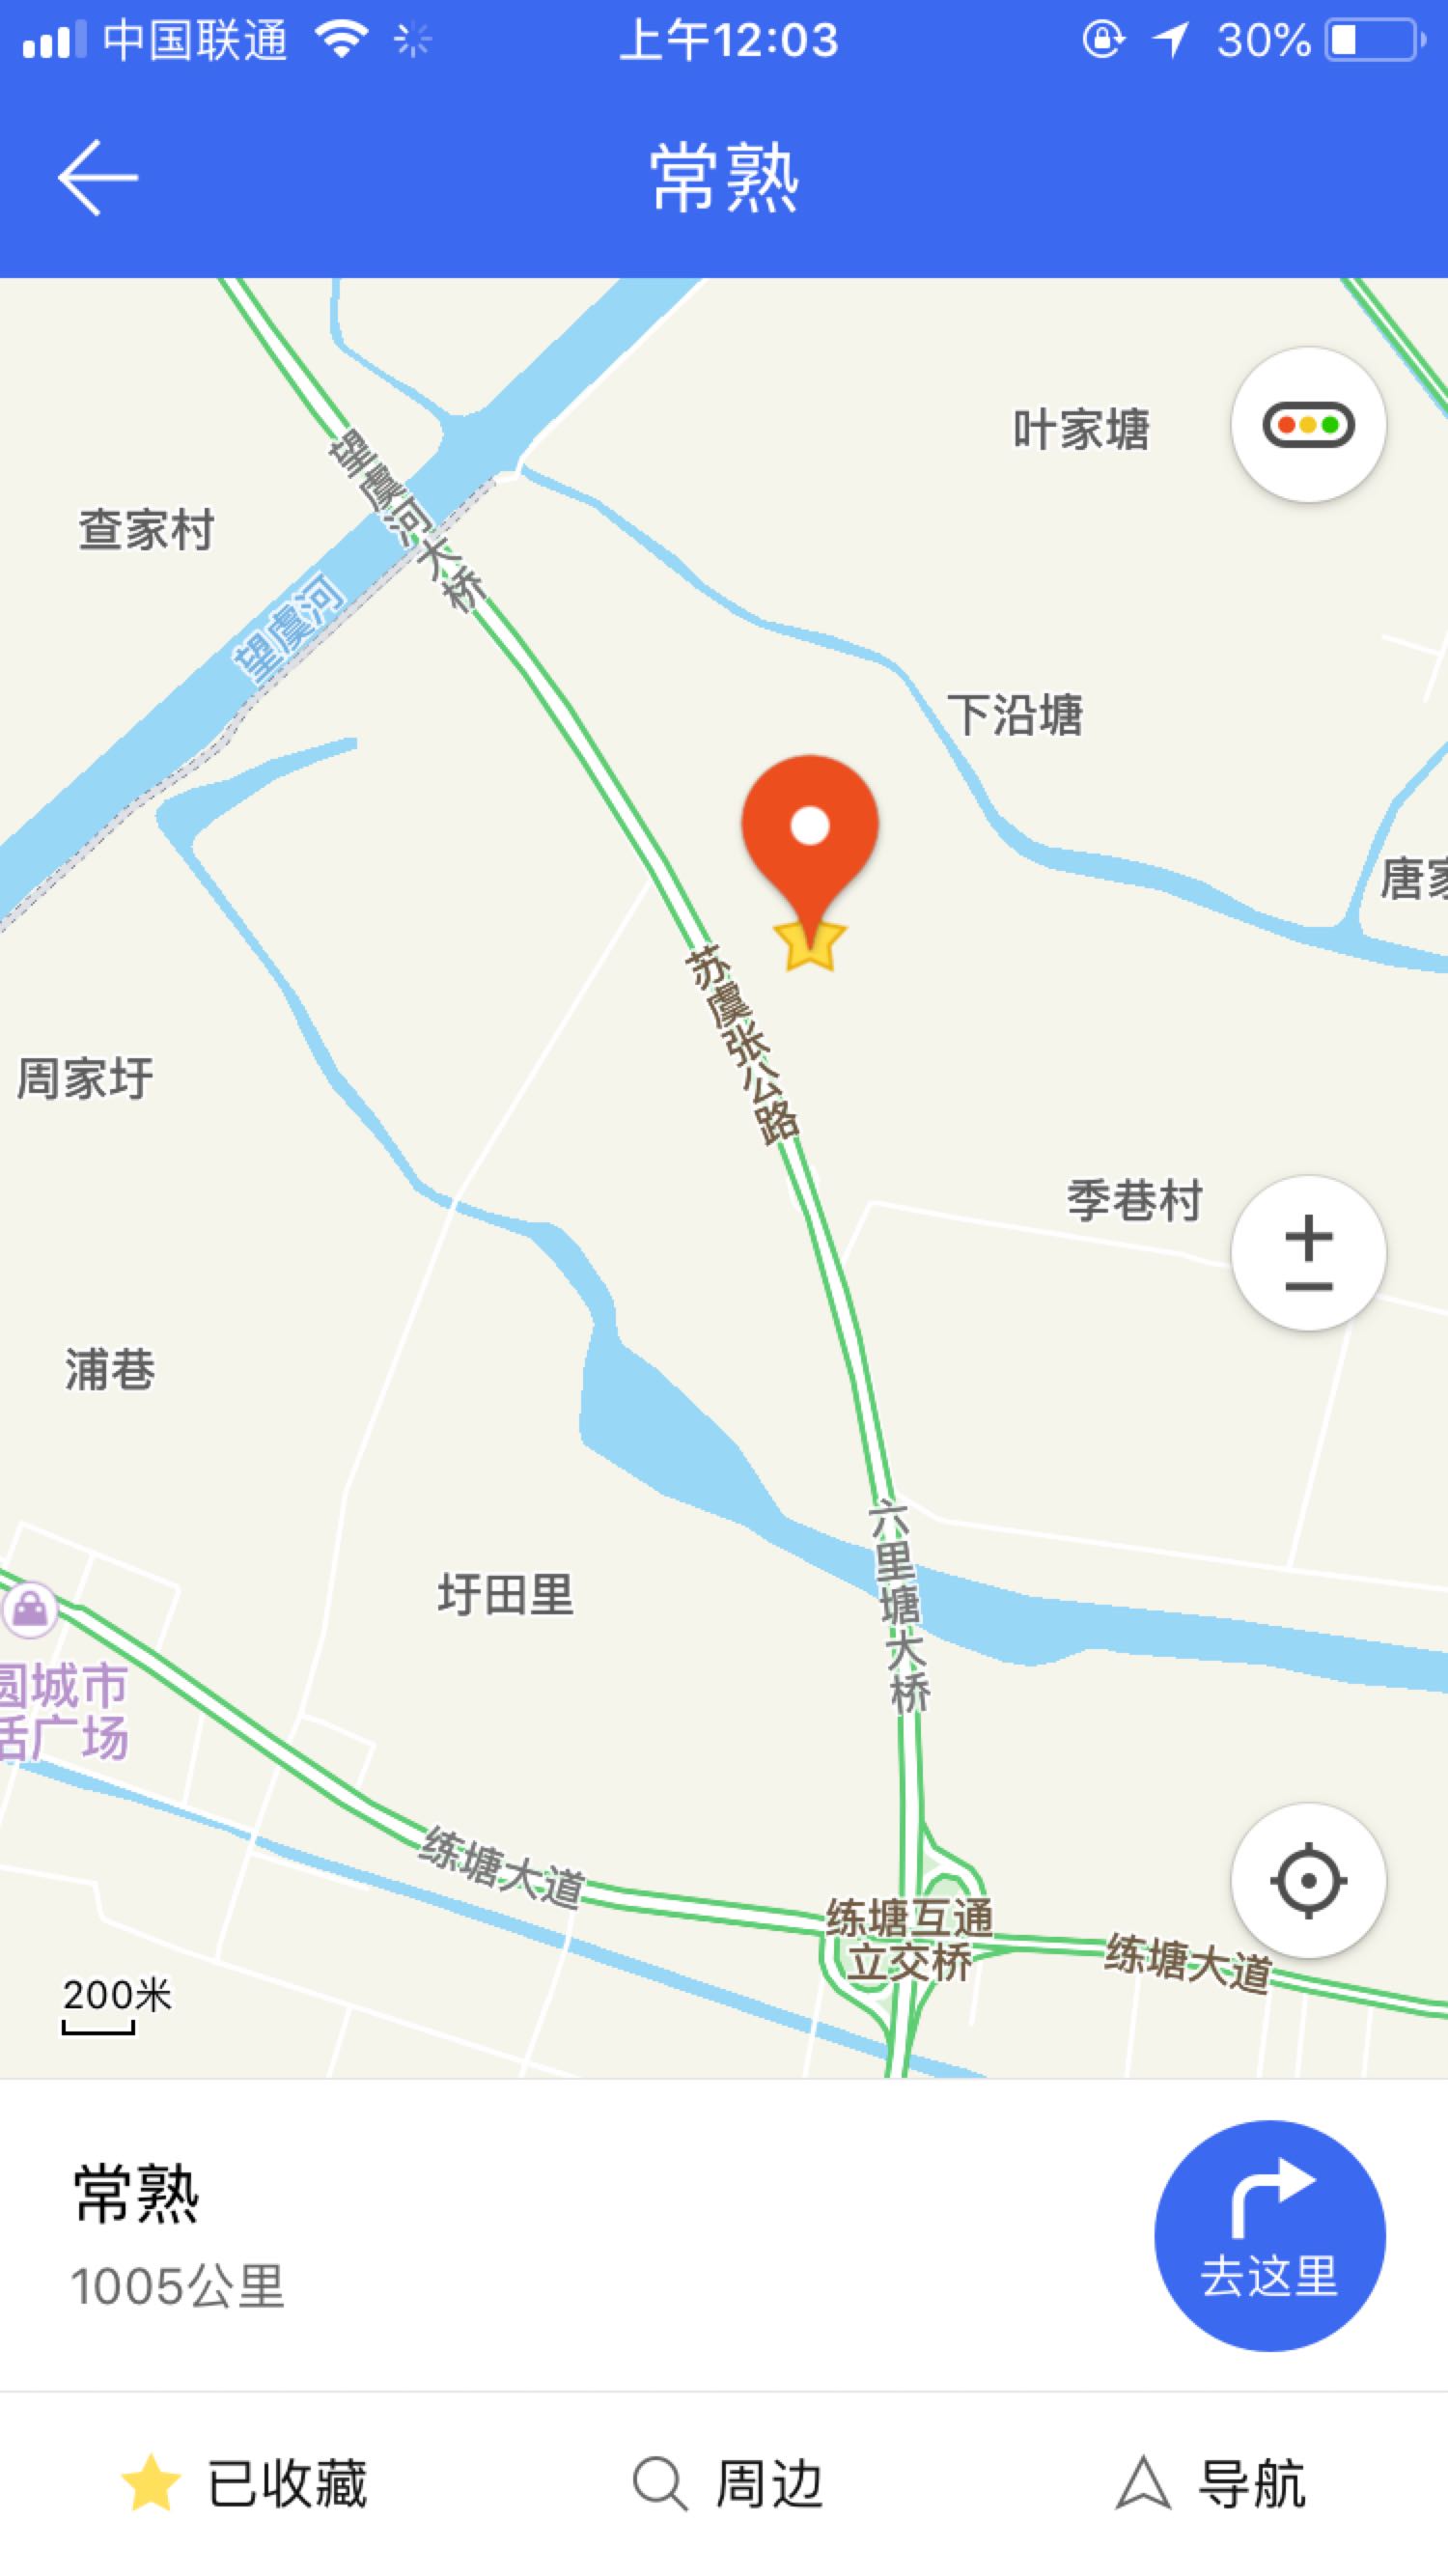 中国联通
上午12:03
30%
常熟
叶家塘
望虞河大桥
查家村
望虞河
下沿塘
唐家
苏虞张公路
周家圩
季巷村
浦巷
六里塘大桥
圩田里
圆城市
活广场
练塘大道
练塘互通
立交桥
练塘大道
200米
常熟
1005公里
去这里
已收藏
周边
导航